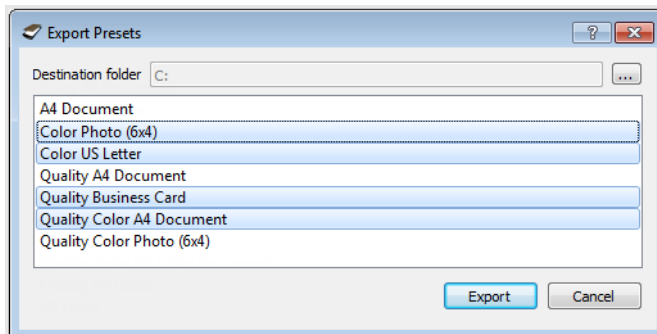 Export Presets
Destination folder C: ...
A4 Document
Color Photo (6x4)
Color US Letter
Quality A4 Document
Quality Business Card
Quality Color A4 Document
Quality Color Photo (6x4)
Export Cancel